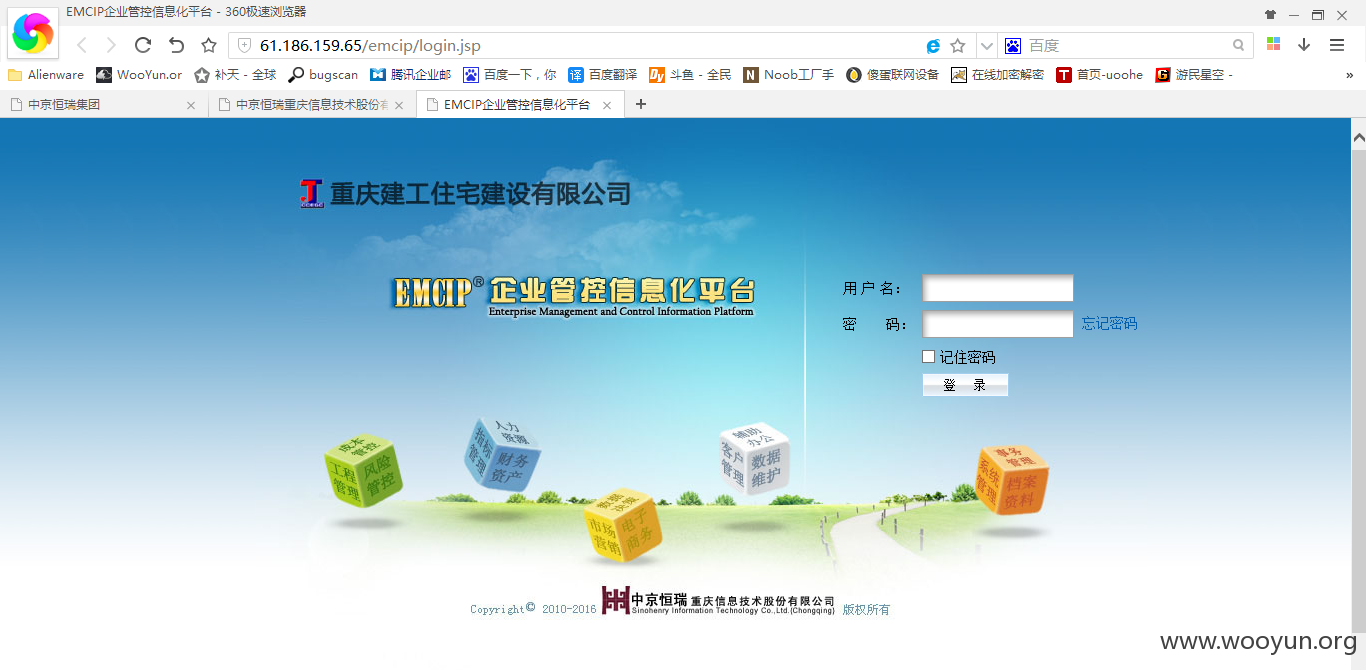 EMCIP企业管控信息化平台 - 360极速浏览器
61.186.159.65/emcip/login.jsp
百度
Alienware WooYun.or 补天 - 全球 bugscan 腾讯企业邮 百度一下，你 百度翻译 斗鱼 - 全民 Noob工厂手 傻蛋联网设备 在线加密解密 首页-uoohe 游民星空 - »
中京恒瑞集团 中京恒瑞重庆信息技术股份有 EMCIP企业管控信息化平台
重庆建工住宅建设有限公司
EMCIP® 企业管控信息化平台
Enterprise Management and Control Information Platform
用 户 名：
密 码： 忘记密码
记住密码
登 录
成本管控
工程管理
风险管控
人力资源
指标管理
财务资产
市场营销
电子商务
辅助办公
客户管理
数据维护
事务管理
系统管理
档案资料
Copyright© 2010-2016 中京恒瑞 重庆信息技术股份有限公司 版权所有
Sinohenry Information Technology Co.,Ltd.(Chongqing)
www.wooyun.org